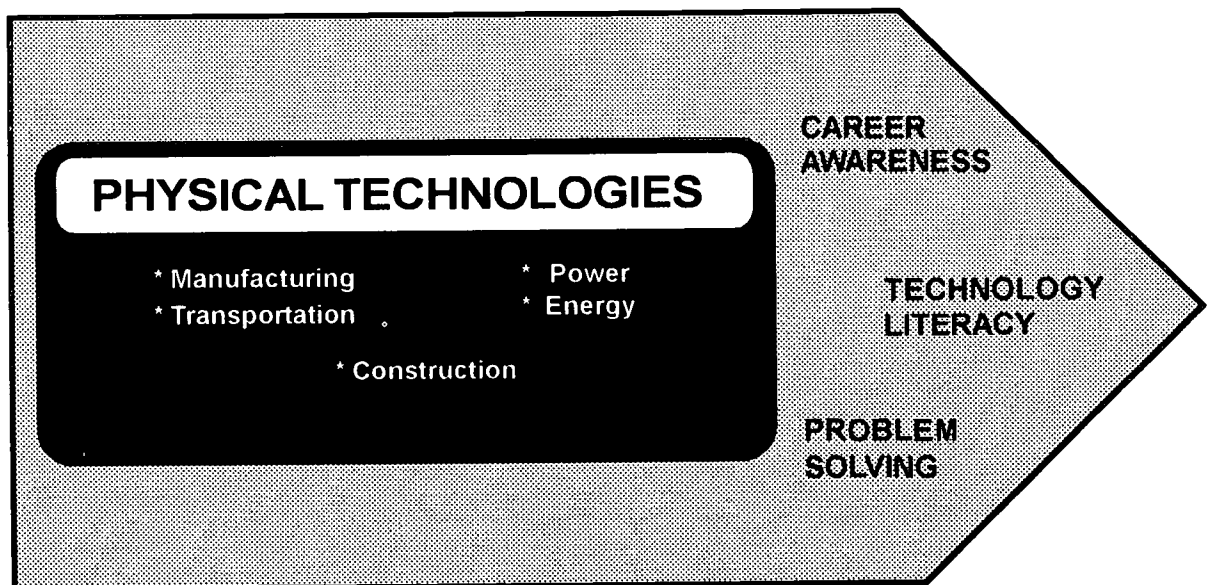 PHYSICAL TECHNOLOGIES
* Manufacturing
* Transportation
* Power
* Energy
* Construction
CAREER
AWARENESS
TECHNOLOGY
LITERACY
PROBLEM
SOLVING